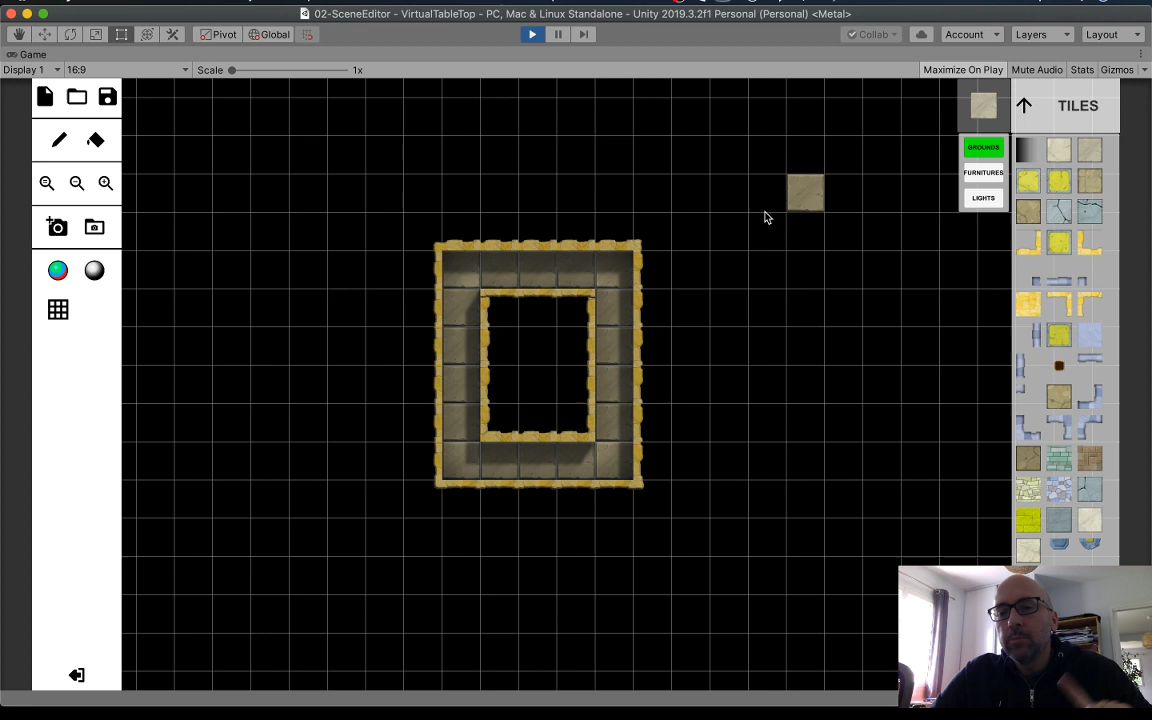 02-SceneEditor - VirtualTableTop - PC, Mac & Linux Standalone - Unity 2019.3.2f1 Personal (Personal) <Metal>
Pivot Global Collab Account Layers Layout
Game
Display 1 16:9 Scale 1x Maximize On Play Mute Audio Stats Gizmos
TILES
GROUNDS
FURNITURES
LIGHTS